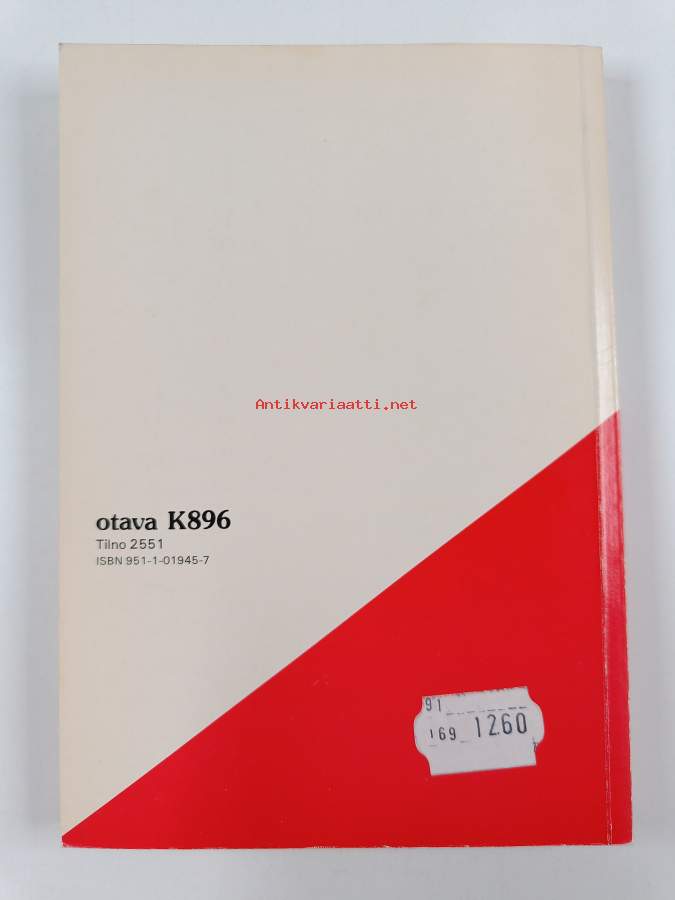 Antikvariaatti.net
otava K896
Tilno 2551
ISBN 951-1-01945-7
91
169 1260